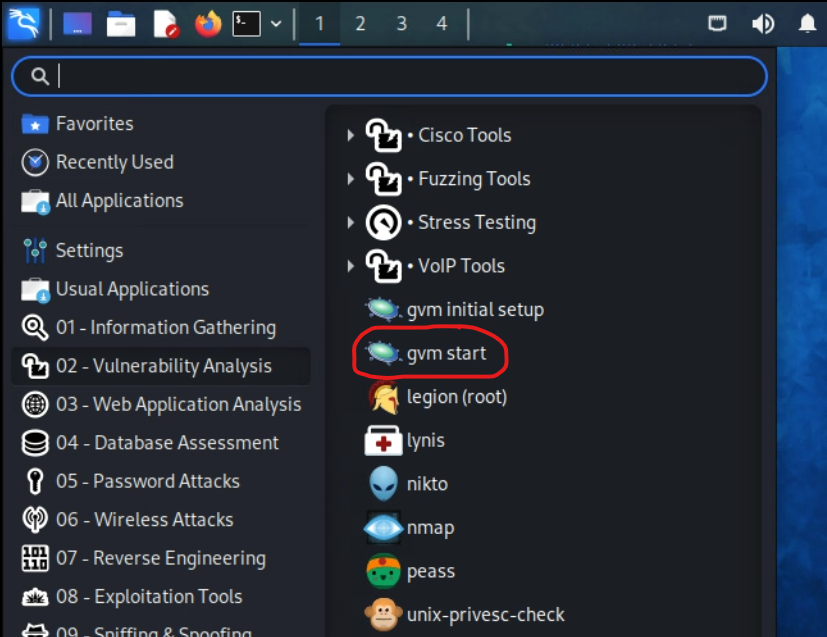 1 2 3 4
Favorites
Recently Used
All Applications
Settings
Usual Applications
01 - Information Gathering
02 - Vulnerability Analysis
03 - Web Application Analysis
04 - Database Assessment
05 - Password Attacks
06 - Wireless Attacks
07 - Reverse Engineering
08 - Exploitation Tools
09 - Sniffing & Spoofing
• Cisco Tools
• Fuzzing Tools
• Stress Testing
• VoIP Tools
gvm initial setup
gvm start
legion (root)
lynis
nikto
nmap
peass
unix-privesc-check